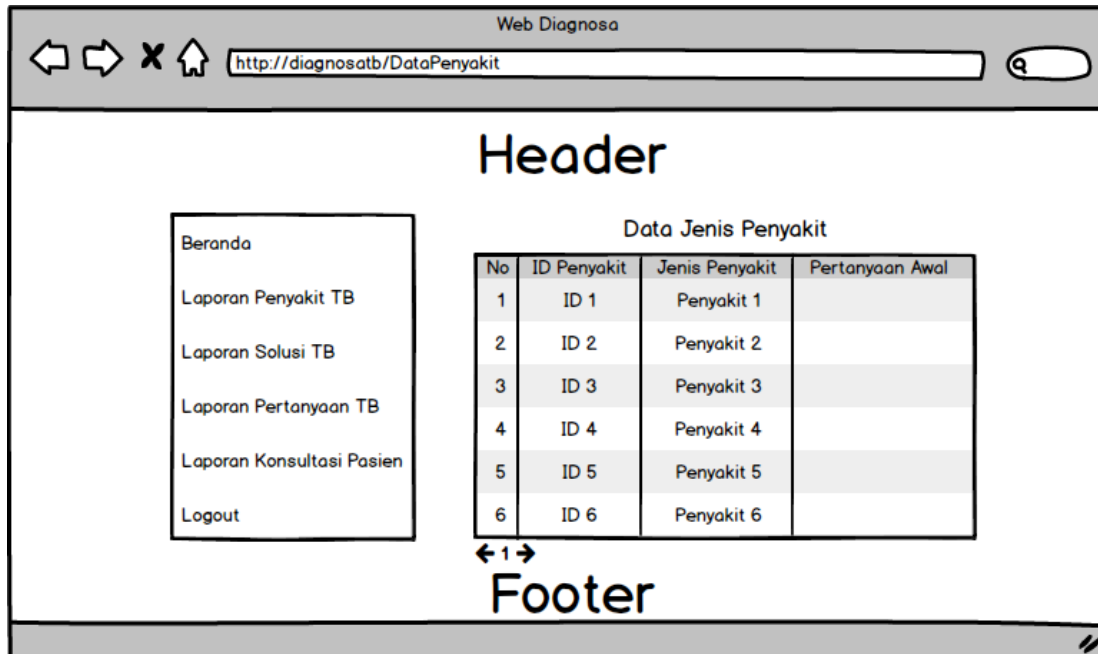 Web Diagnosa
http://diagnosatb/DataPenyakit
Header
Beranda
Laporan Penyakit TB
Laporan Solusi TB
Laporan Pertanyaan TB
Laporan Konsultasi Pasien
Logout
Data Jenis Penyakit
No ID Penyakit Jenis Penyakit Pertanyaan Awal
1 ID 1 Penyakit 1
2 ID 2 Penyakit 2
3 ID 3 Penyakit 3
4 ID 4 Penyakit 4
5 ID 5 Penyakit 5
6 ID 6 Penyakit 6
1
Footer